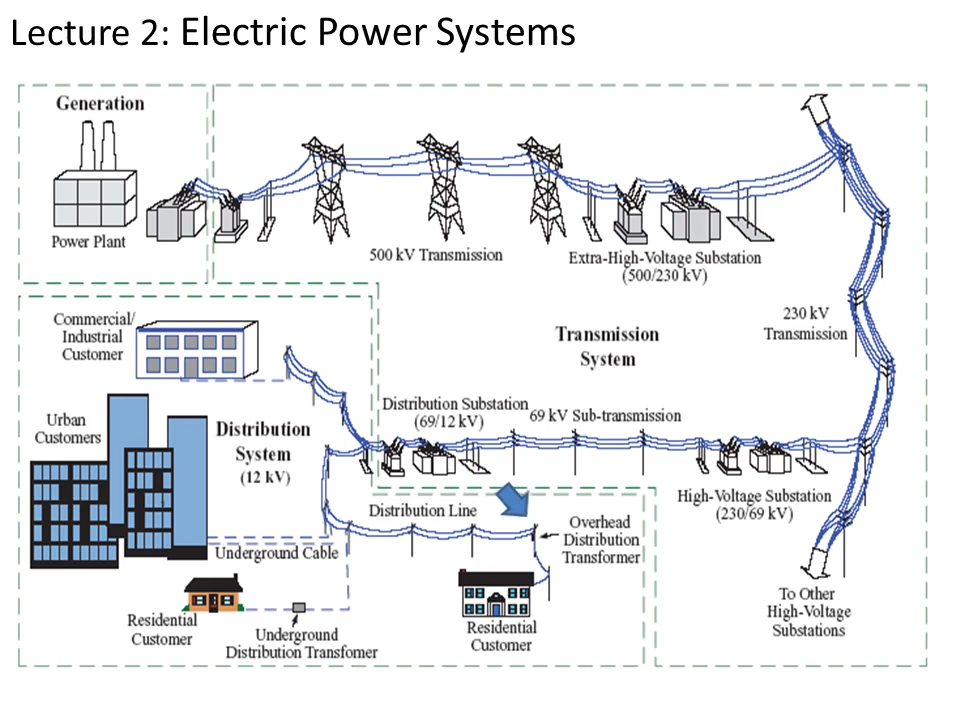 Lecture 2: Electric Power Systems
Generation
Power Plant
500 kV Transmission
Extra-High-Voltage Substation
(500/230 kV)
230 kV
Transmission
Transmission
System
Commercial/
Industrial
Customer
Urban
Customers
Distribution
System
(12 kV)
Distribution Substation
(69/12 kV)
69 kV Sub-transmission
High-Voltage Substation
(230/69 kV)
Distribution Line
Overhead
Distribution
Transformer
Underground Cable
Residential
Customer
Underground
Distribution Transfomer
Residential
Customer
To Other
High-Voltage
Substations